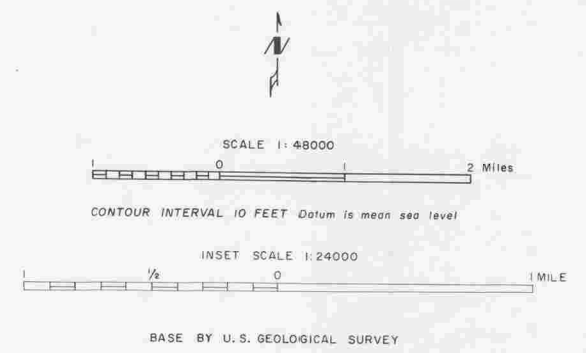 N
SCALE 1:48000
1 0 1 2 Miles
CONTOUR INTERVAL 10 FEET Datum is mean sea level
INSET SCALE 1:24000
1 1/2 0 1 MILE
BASE BY U.S. GEOLOGICAL SURVEY